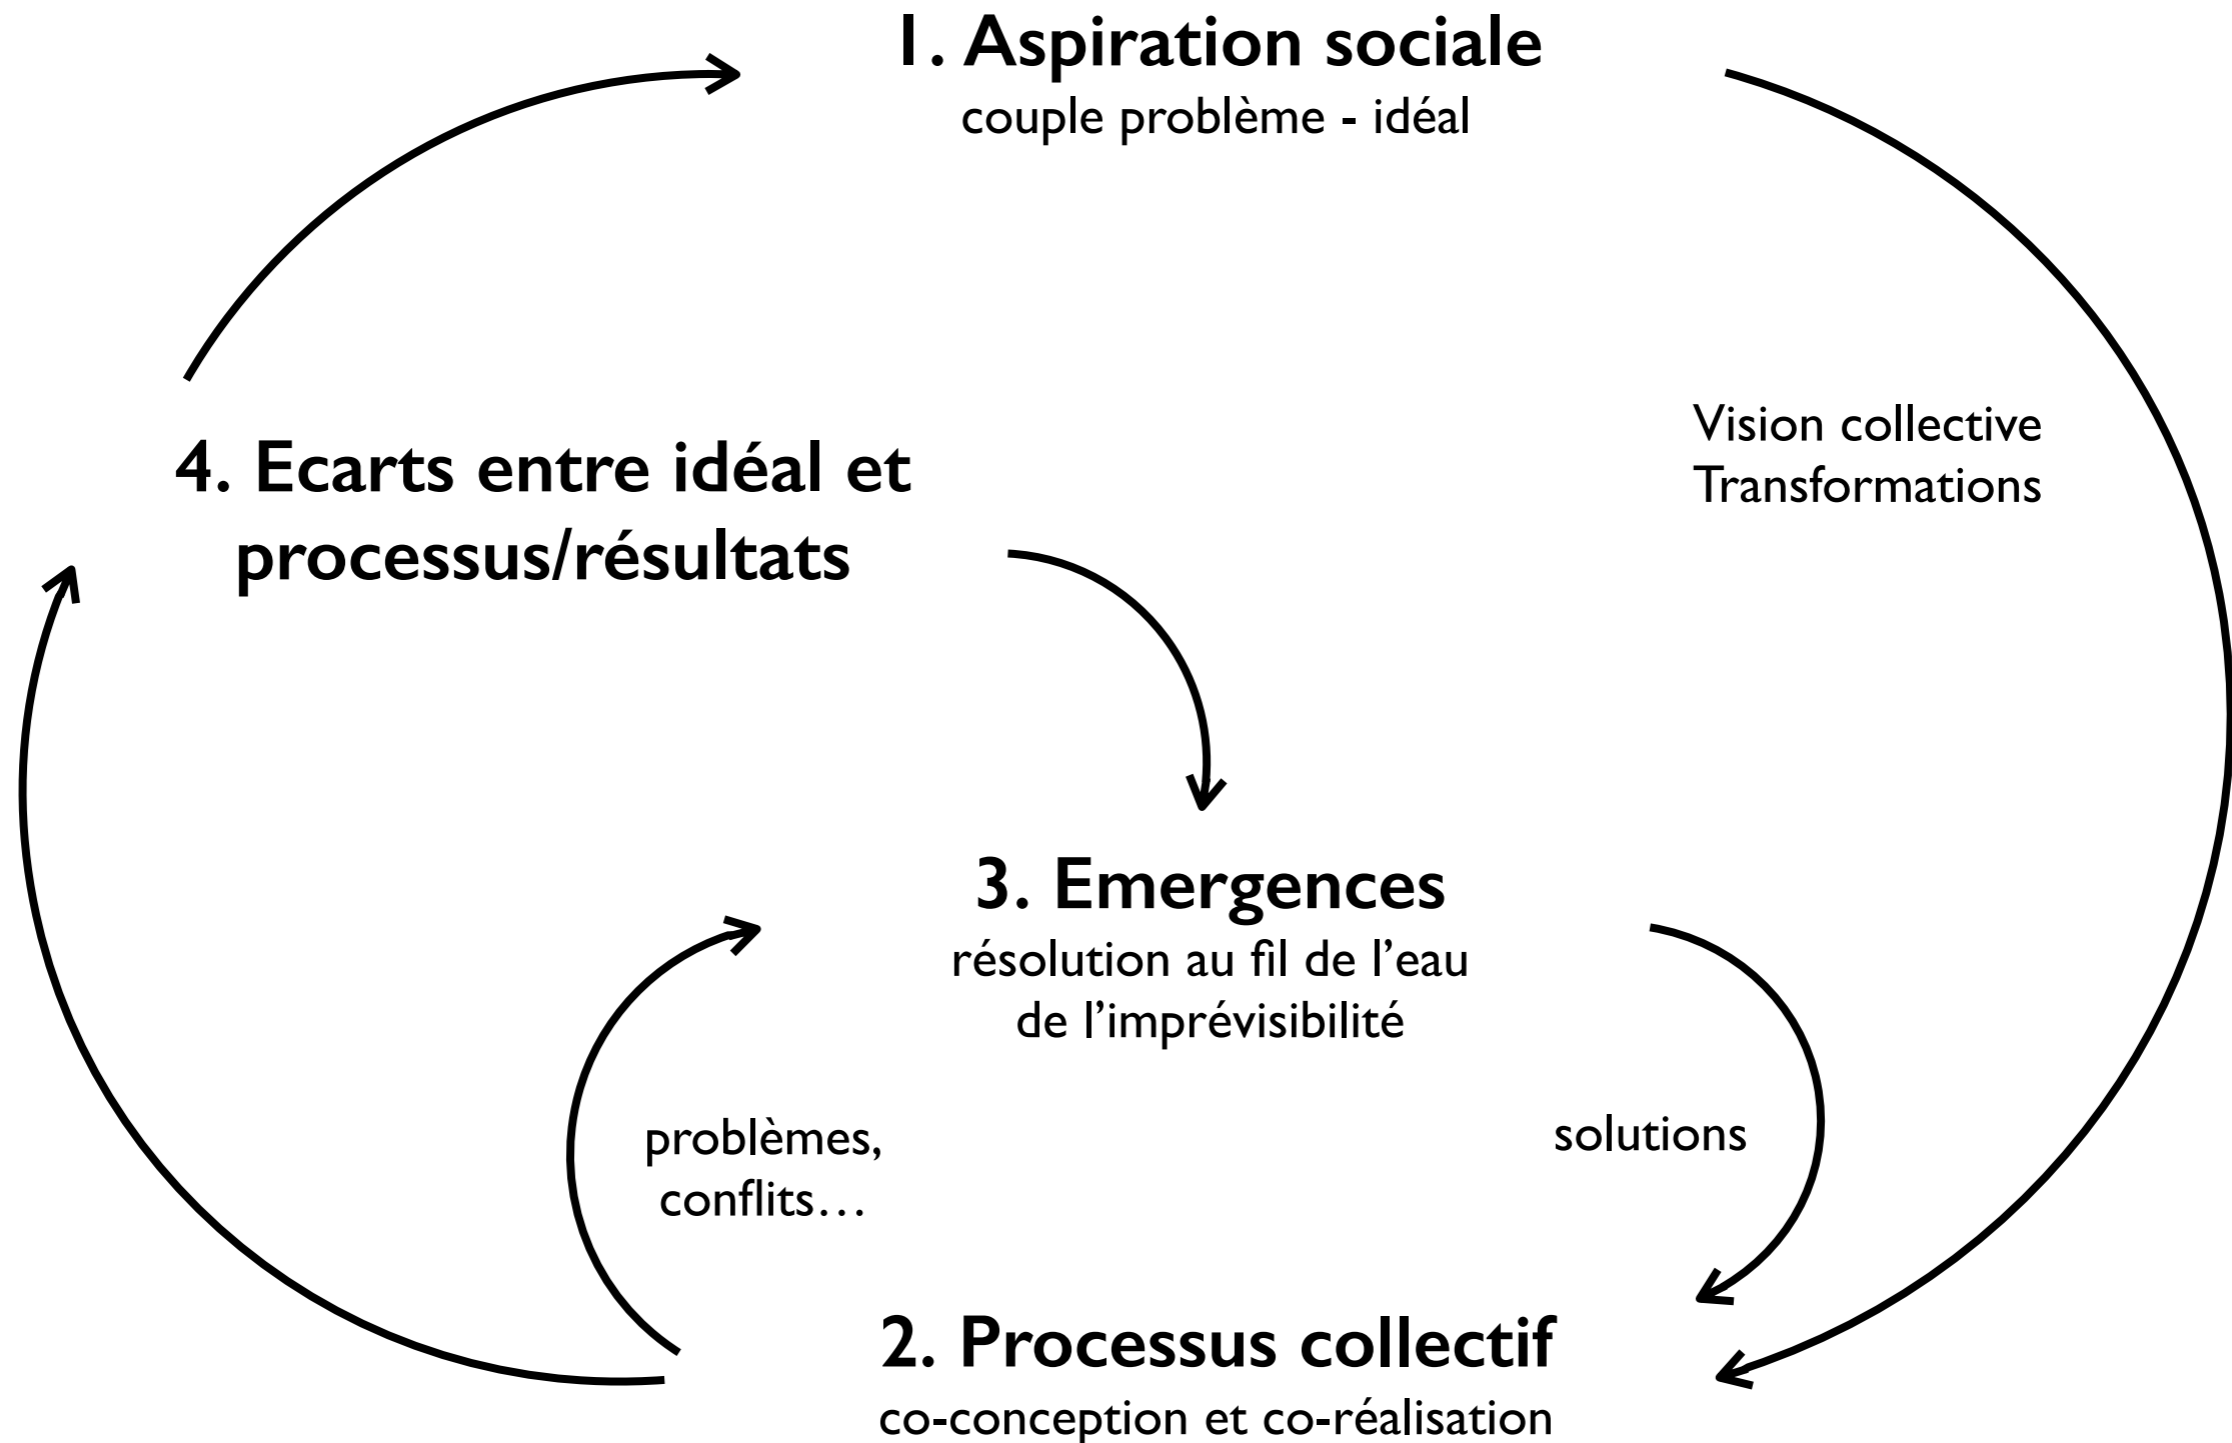 1. Aspiration sociale
couple problème - idéal
Vision collective
Transformations
4. Ecarts entre idéal et
processus/résultats
3. Emergences
résolution au fil de l’eau
de l’imprévisibilité
problèmes,
conflits…
solutions
2. Processus collectif
co-conception et co-réalisation